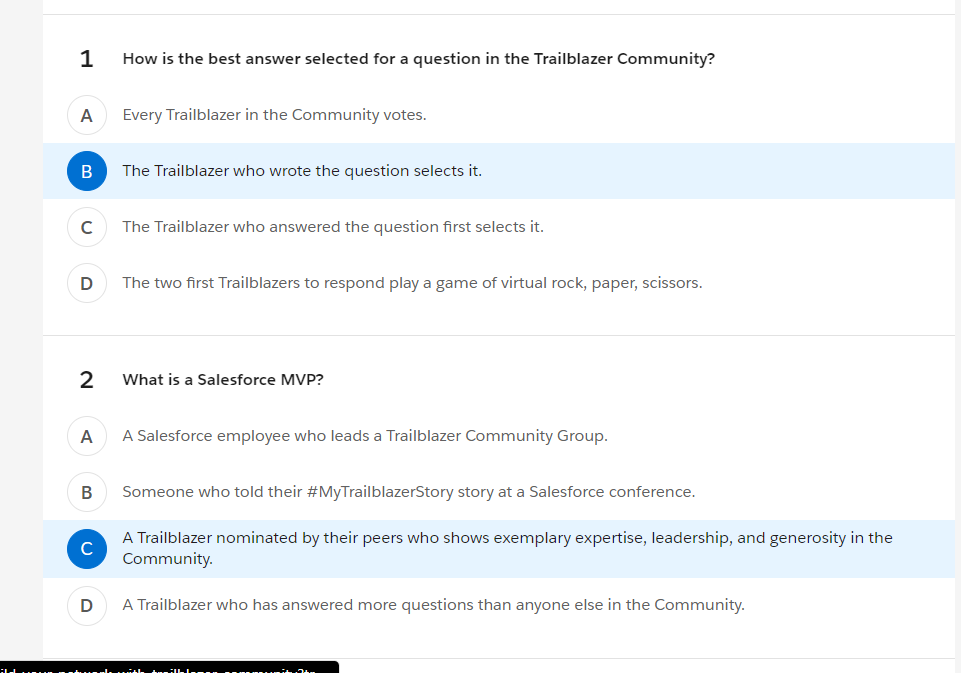 1 How is the best answer selected for a question in the Trailblazer Community?
A Every Trailblazer in the Community votes.
B The Trailblazer who wrote the question selects it.
C The Trailblazer who answered the question first selects it.
D The two first Trailblazers to respond play a game of virtual rock, paper, scissors.
2 What is a Salesforce MVP?
A A Salesforce employee who leads a Trailblazer Community Group.
B Someone who told their #MyTrailblazerStory story at a Salesforce conference.
C A Trailblazer nominated by their peers who shows exemplary expertise, leadership, and generosity in the
Community.
D A Trailblazer who has answered more questions than anyone else in the Community.